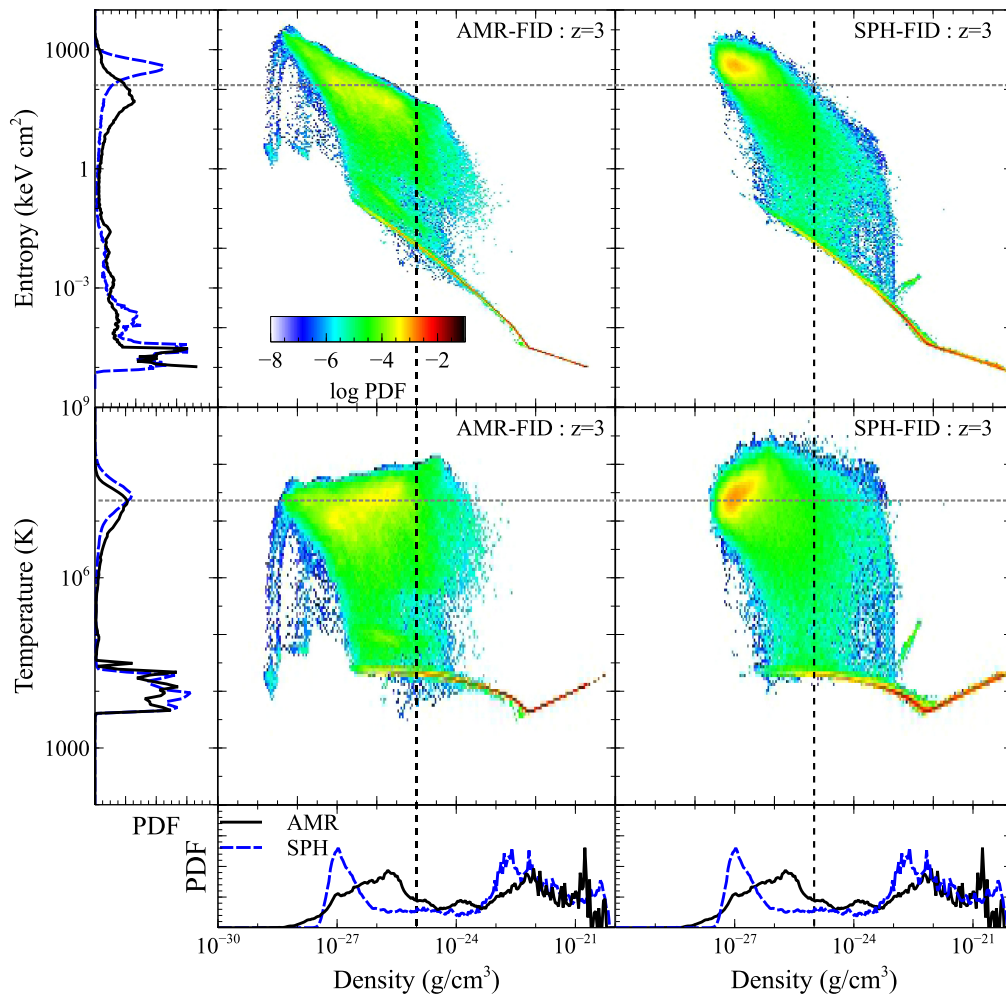 AMR-FID : z=3
SPH-FID : z=3
1000
1
10⁻³
Entropy (keV cm²)
−8 −6 −4 −2
log PDF
10⁹
AMR-FID : z=3
SPH-FID : z=3
10⁶
1000
Temperature (K)
PDF
PDF
AMR
SPH
10⁻³⁰ 10⁻²⁷ 10⁻²⁴ 10⁻²¹ 10⁻²⁷ 10⁻²⁴ 10⁻²¹
Density (g/cm³) Density (g/cm³)